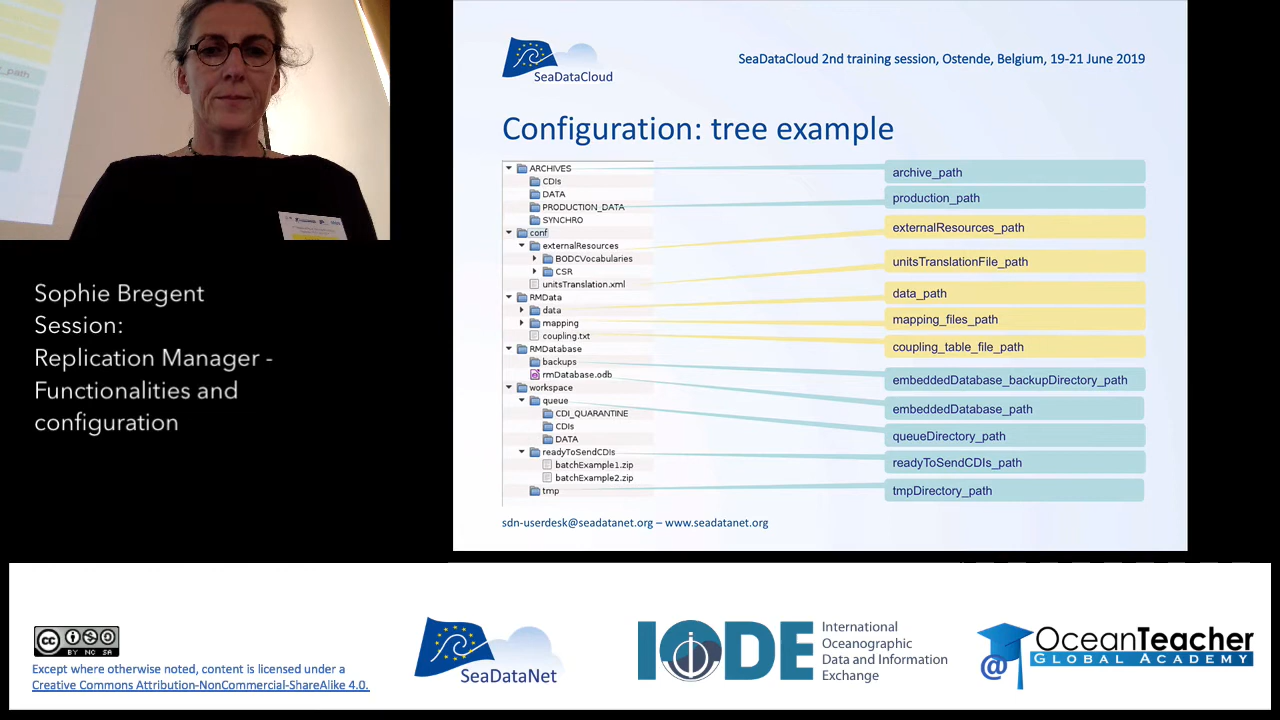 _path
Sophie Bregent
Session:
Replication Manager -
Functionalities and
configuration
SeaDataCloud
SeaDataCloud 2nd training session, Ostende, Belgium, 19-21 June 2019
Configuration: tree example
ARCHIVES
CDIs
DATA
PRODUCTION_DATA
SYNCHRO
conf
externalResources
BODCVocabularies
CSR
unitsTranslation.xml
RMData
data
mapping
coupling.txt
RMDatabase
backups
rmDatabase.odb
workspace
queue
CDI_QUARANTINE
CDIs
DATA
readyToSendCDIs
batchExample1.zip
batchExample2.zip
tmp
archive_path
production_path
externalResources_path
unitsTranslationFile_path
data_path
mapping_files_path
coupling_table_file_path
embeddedDatabase_backupDirectory_path
embeddedDatabase_path
queueDirectory_path
readyToSendCDIs_path
tmpDirectory_path
sdn-userdesk@seadatanet.org – www.seadatanet.org
cc
BY NC SA
Except where otherwise noted, content is licensed under a
Creative Commons Attribution-NonCommercial-ShareAlike 4.0.
SeaDataNet
IODE
International
Oceanographic
Data and Information
Exchange
@
OceanTeacher
GLOBAL ACADEMY